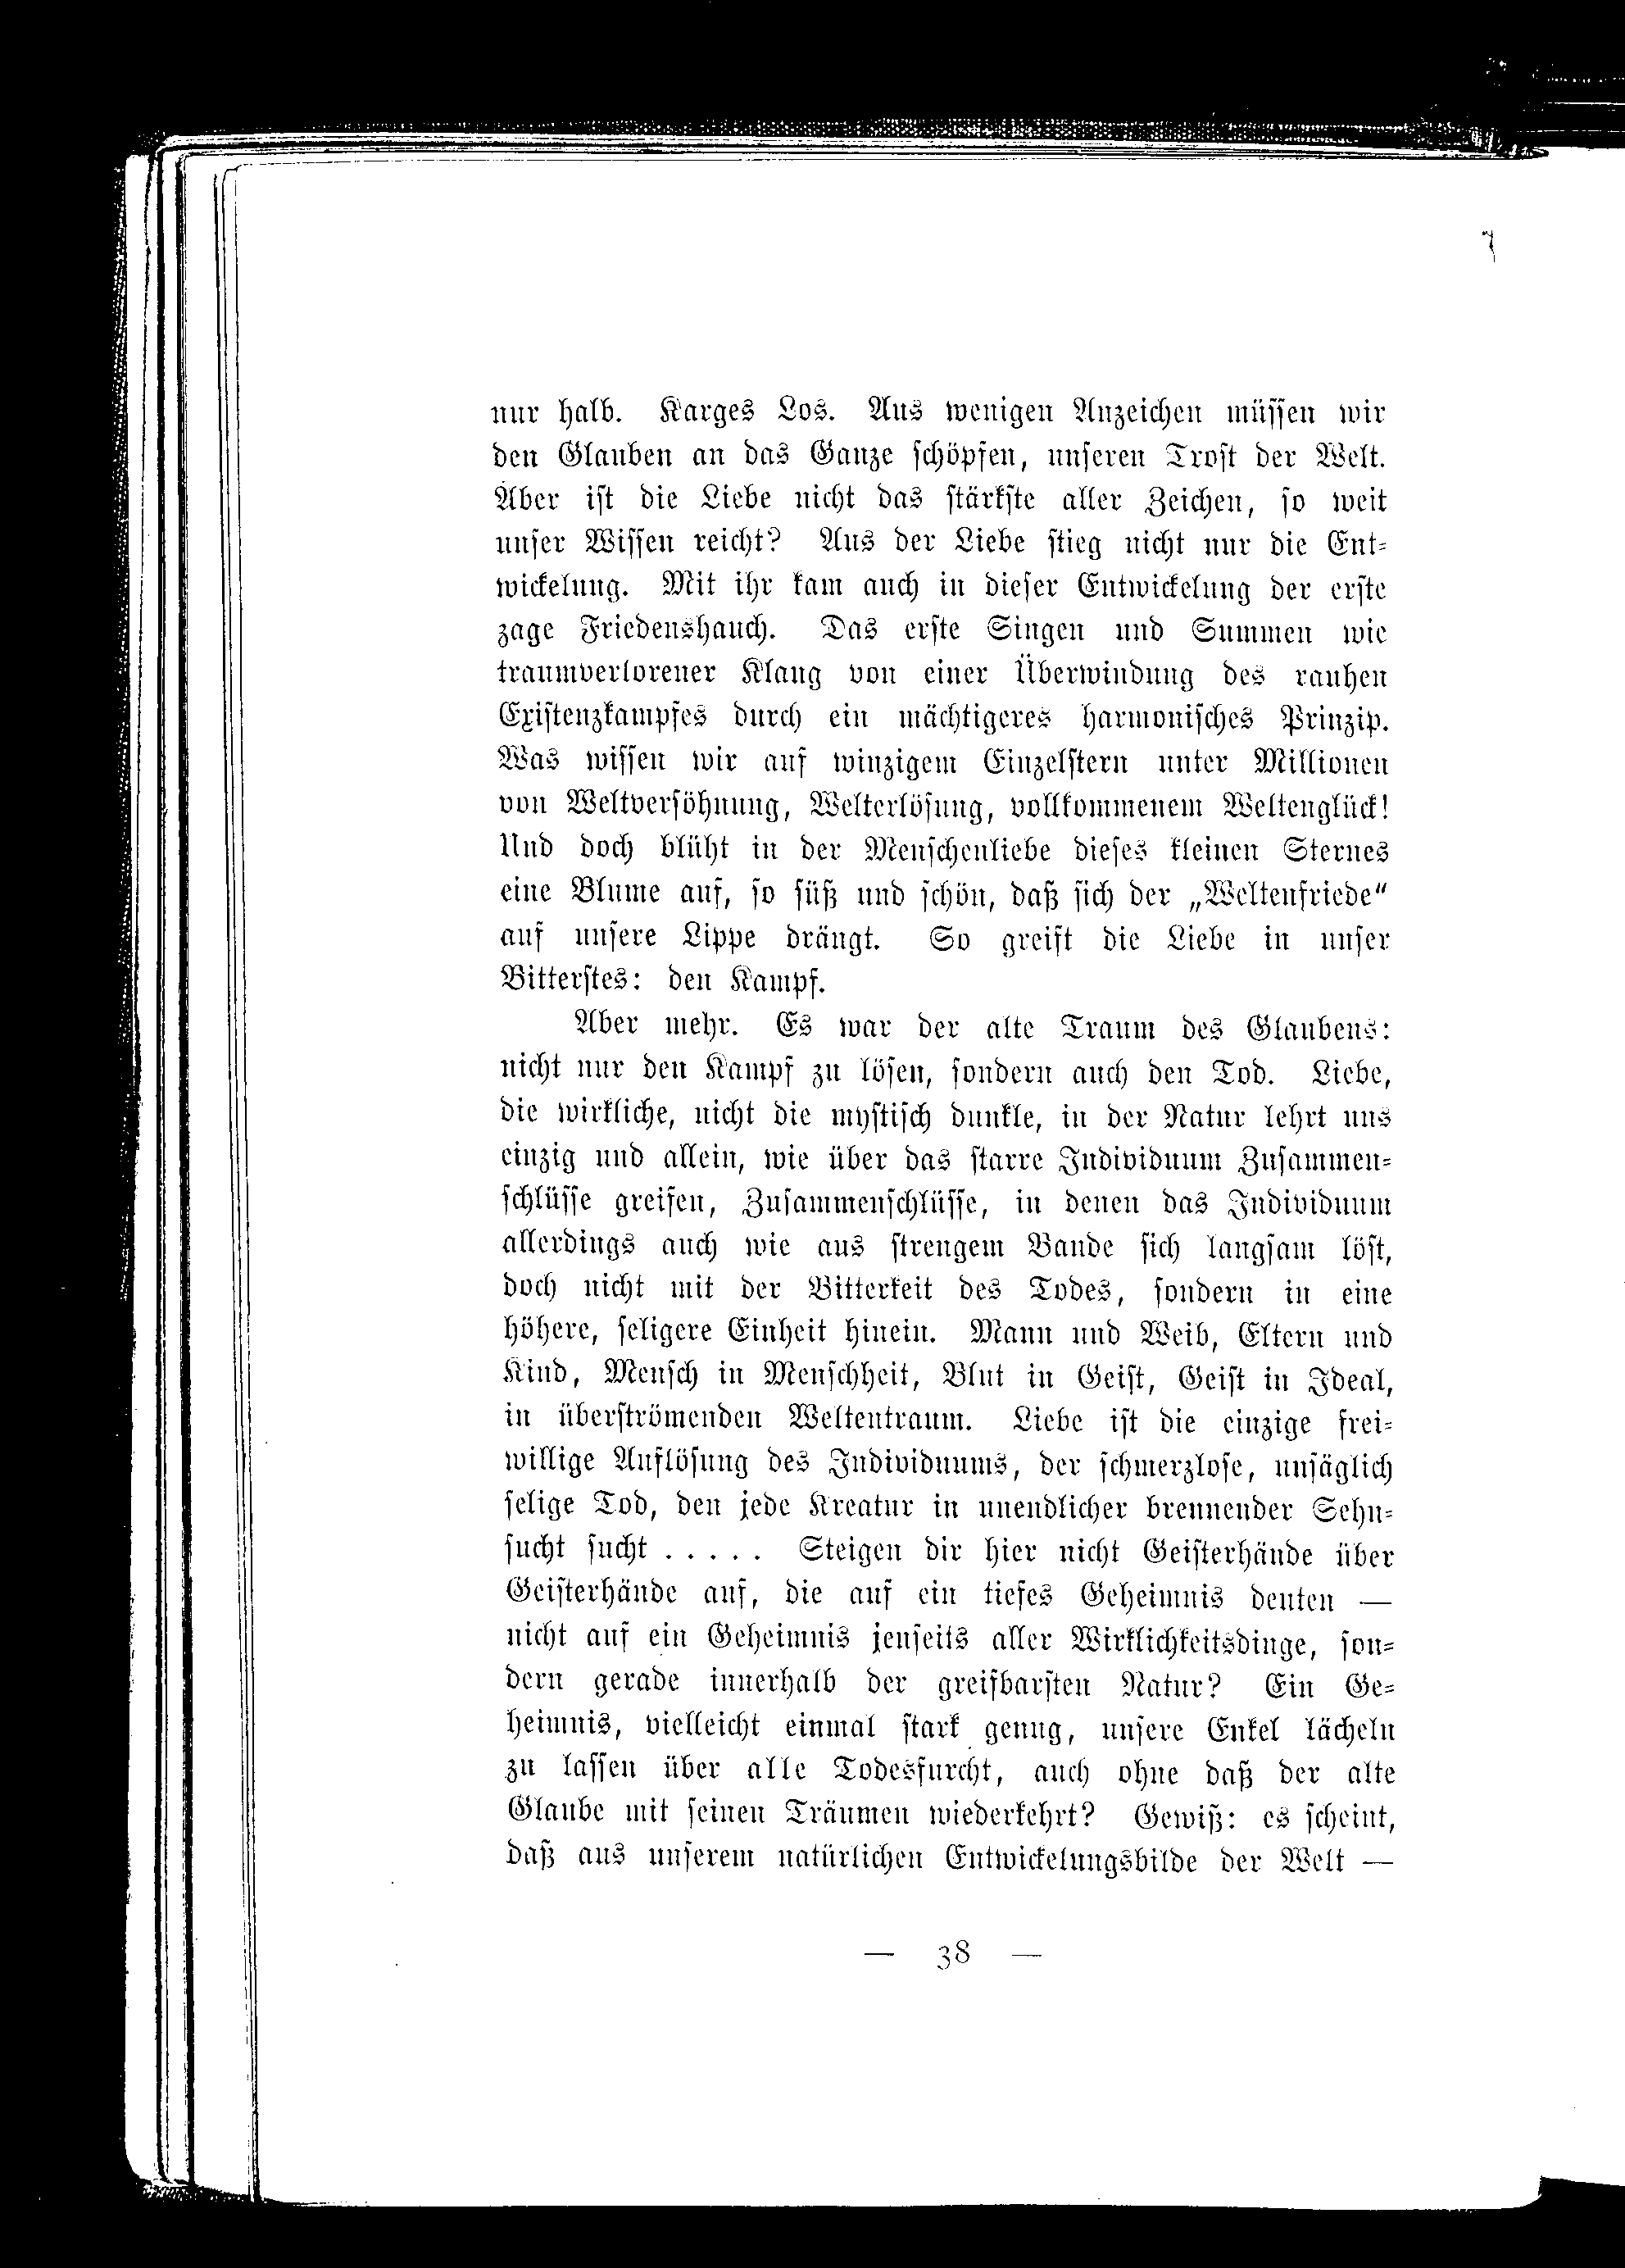 nur halb. Karges Los. Aus wenigen Anzeichen müssen wir
den Glauben an das Ganze schöpfen, unseren Trost der Welt.
Aber ist die Liebe nicht das stärkste aller Zeichen, so weit
unser Wissen reicht? Aus der Liebe stieg nicht nur die Ent-
wickelung. Mit ihr kam auch in dieser Entwickelung der erste
zage Friedenshauch. Das erste Singen und Summen wie
traumverlorener Klang von einer Überwindung des rauhen
Existenzkampfes durch ein mächtigeres harmonisches Prinzip.
Was wissen wir auf winzigem Einzelstern unter Millionen
von Weltversöhnung, Welterlösung, vollkommenem Weltenglück!
Und doch blüht in der Menschenliebe dieses kleinen Sternes
eine Blume auf, so süß und schön, daß sich der „Weltenfriede“
auf unsere Lippe drängt. So greift die Liebe in unser
Bitterstes: den Kampf.
Aber mehr. Es war der alte Traum des Glaubens:
nicht nur den Kampf zu lösen, sondern auch den Tod. Liebe,
die wirkliche, nicht die mystisch dunkle, in der Natur lehrt uns
einzig und allein, wie über das starre Individuum Zusammen-
schlüsse greifen, Zusammenschlüsse, in denen das Individuum
allerdings auch wie aus strengem Bande sich langsam löst,
doch nicht mit der Bitterkeit des Todes, sondern in eine
höhere, seligere Einheit hinein. Mann und Weib, Eltern und
Kind, Mensch in Menschheit, Blut in Geist, Geist in Ideal,
in überströmenden Weltentraum. Liebe ist die einzige frei-
willige Auflösung des Individuums, der schmerzlose, unsäglich
selige Tod, den jede Kreatur in unendlicher brennender Sehn-
sucht sucht . . . . . Steigen dir hier nicht Geisterhände über
Geisterhände auf, die auf ein tiefes Geheimnis deuten —
nicht auf ein Geheimnis jenseits aller Wirklichkeitsdinge, son-
dern gerade innerhalb der greifbarsten Natur? Ein Ge-
heimnis, vielleicht einmal stark genug, unsere Enkel lächeln
zu lassen über alle Todesfurcht, auch ohne daß der alte
Glaube mit seinen Träumen wiederkehrt? Gewiß: es scheint,
daß aus unserem natürlichen Entwickelungsbilde der Welt —
— 38 —